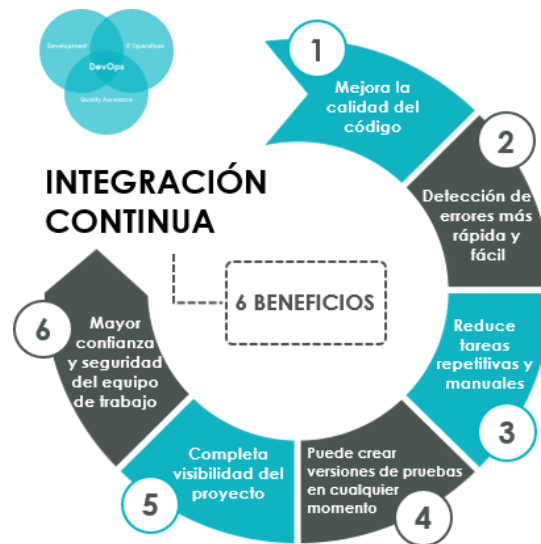 Development
IT Operations
DevOps
Quality Assurance
INTEGRACIÓN
CONTINUA
6 BENEFICIOS
1
Mejora la
calidad del
código
2
Detección de
errores más
rápida y
fácil
Reduce
tareas
repetitivas y
manuales
3
Puede crear
versiones de pruebas
en cualquier
momento
4
Completa
visibilidad del
proyecto
5
6
Mayor
confianza
y seguridad
del equipo
de trabajo